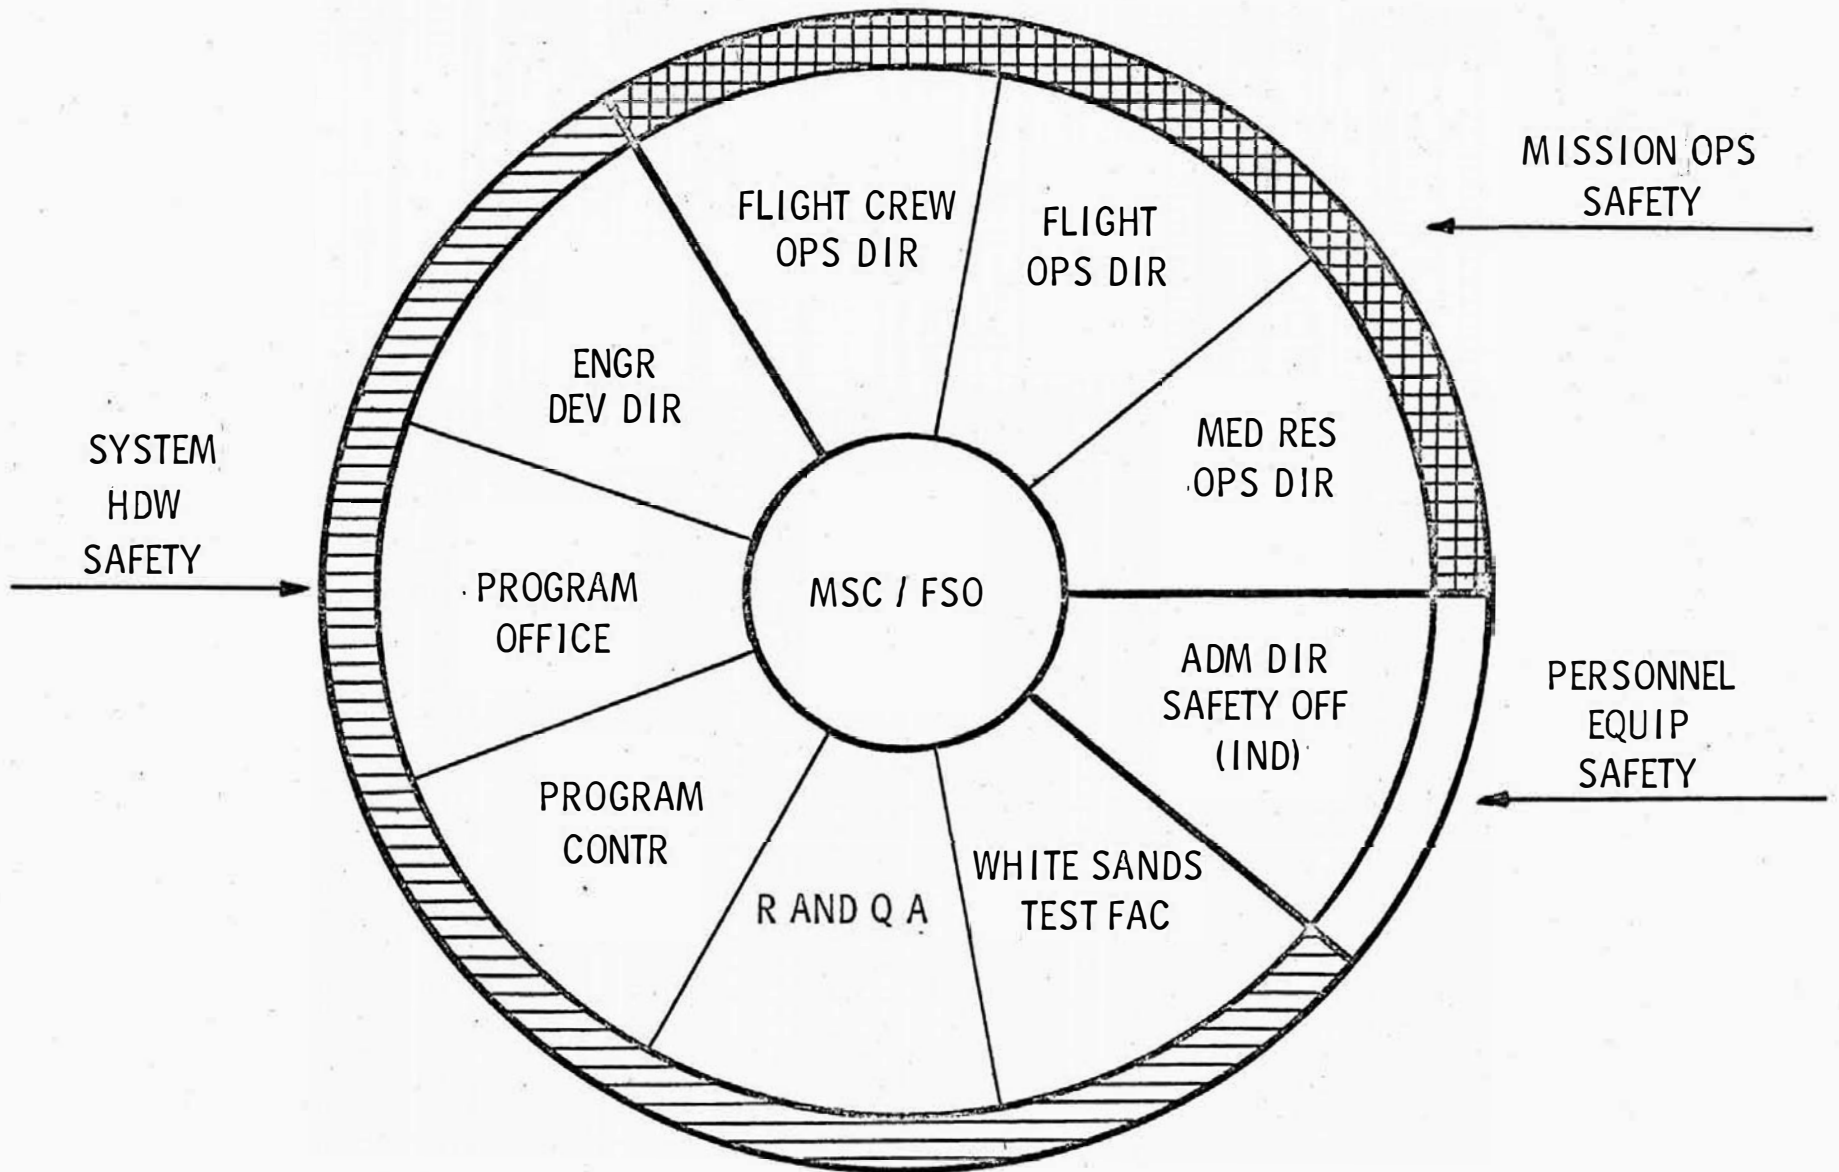 MISSION OPS
SAFETY
FLIGHT CREW
OPS DIR
FLIGHT
OPS DIR
ENGR
DEV DIR
MED RES
OPS DIR
SYSTEM
HDW
SAFETY
PROGRAM
OFFICE
MSC / FSO
ADM DIR
SAFETY OFF
(IND)
PERSONNEL
EQUIP
SAFETY
PROGRAM
CONTR
R AND Q A
WHITE SANDS
TEST FAC